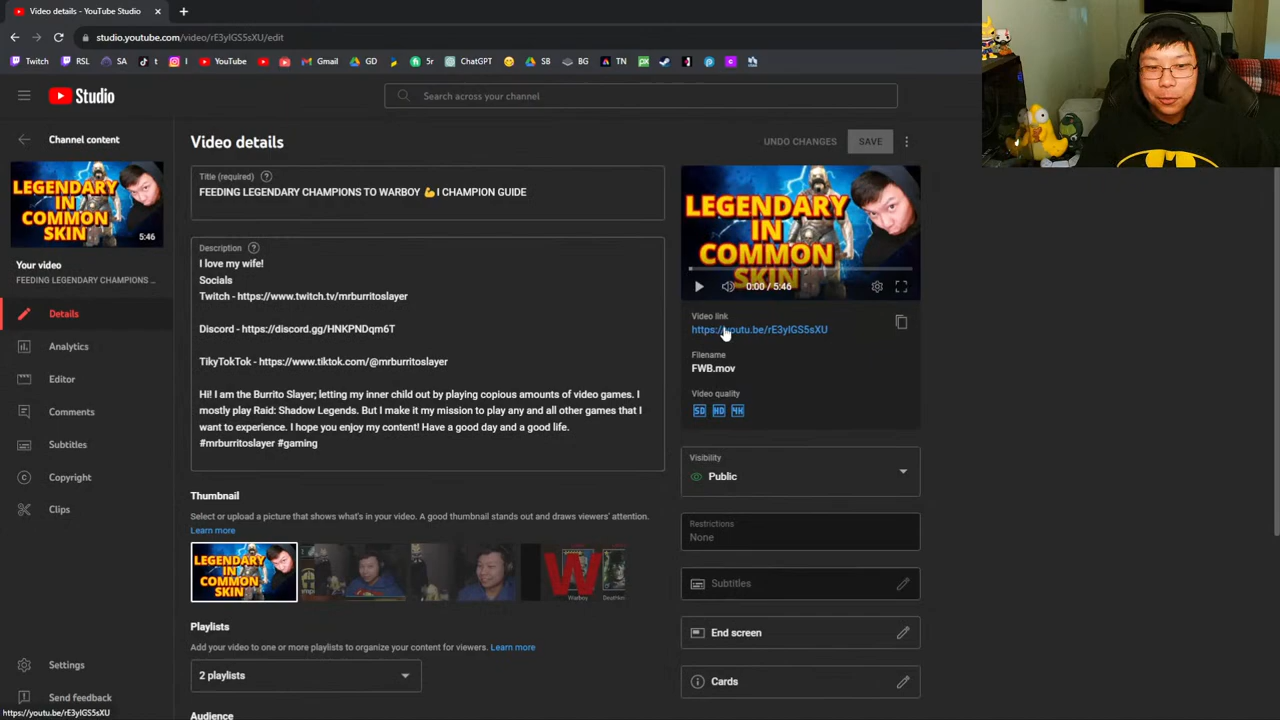 Video details - YouTube Studio
studio.youtube.com/video/rE3yIGS5sXU/edit
Twitch
RSL
SA
t
I
YouTube
Gmail
GD
5r
ChatGPT
SB
BG
TN
Studio
Search across your channel
Channel content
LEGENDARY
IN
COMMON
SKIN
5:46
Your video
FEEDING LEGENDARY CHAMPIONS ...
Details
Analytics
Editor
Comments
Subtitles
Copyright
Clips
Settings
Send feedback
https://youtu.be/rE3yIGS5sXU
Video details
UNDO CHANGES
SAVE
Title (required)
FEEDING LEGENDARY CHAMPIONS TO WARBOY 💪I CHAMPION GUIDE
Description
I love my wife!
Socials
Twitch - https://www.twitch.tv/mrburritoslayer
Discord - https://discord.gg/HNKPNDqm6T
TikyTokTok - https://www.tiktok.com/@mrburritoslayer
Hi! I am the Burrito Slayer; letting my inner child out by playing copious amounts of video games. I
mostly play Raid: Shadow Legends. But I make it my mission to play any and all other games that I
want to experience. I hope you enjoy my content! Have a good day and a good life.
#mrburritoslayer #gaming
Thumbnail
Select or upload a picture that shows what's in your video. A good thumbnail stands out and draws viewers' attention.
Learn more
LEGENDARY
IN
COMMON
SKIN
W
Warboy
Playlists
Add your video to one or more playlists to organize your content for viewers. Learn more
2 playlists
Audience
LEGENDARY
IN
COMMON
SKIN
0:00 / 5:46
Video link
https://youtu.be/rE3yIGS5sXU
Filename
FWB.mov
Video quality
SD HD 4K
Visibility
Public
Restrictions
None
Subtitles
End screen
Cards